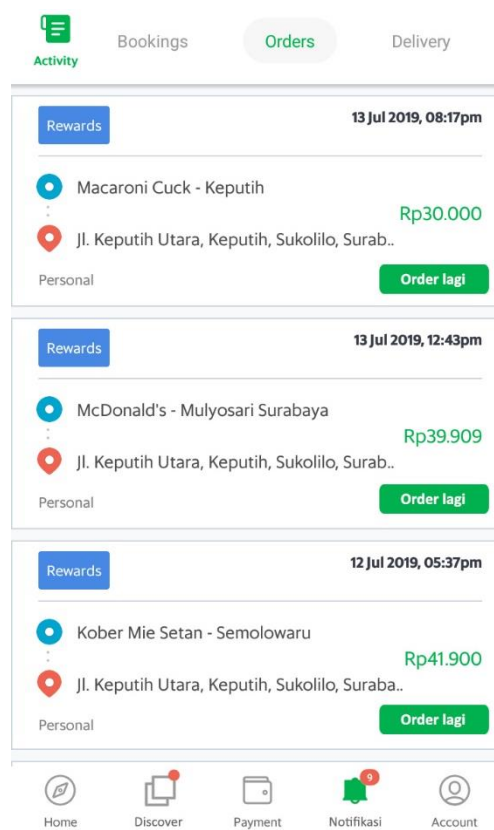 Activity
Bookings
Orders
Delivery
Rewards
13 Jul 2019, 08:17pm
Macaroni Cuck - Keputih
Rp30.000
Jl. Keputih Utara, Keputih, Sukolilo, Surab..
Personal
Order lagi
Rewards
13 Jul 2019, 12:43pm
McDonald's - Mulyosari Surabaya
Rp39.909
Jl. Keputih Utara, Keputih, Sukolilo, Surab..
Personal
Order lagi
Rewards
12 Jul 2019, 05:37pm
Kober Mie Setan - Semolowaru
Rp41.900
Jl. Keputih Utara, Keputih, Sukolilo, Suraba..
Personal
Order lagi
9
Home
Discover
Payment
Notifikasi
Account